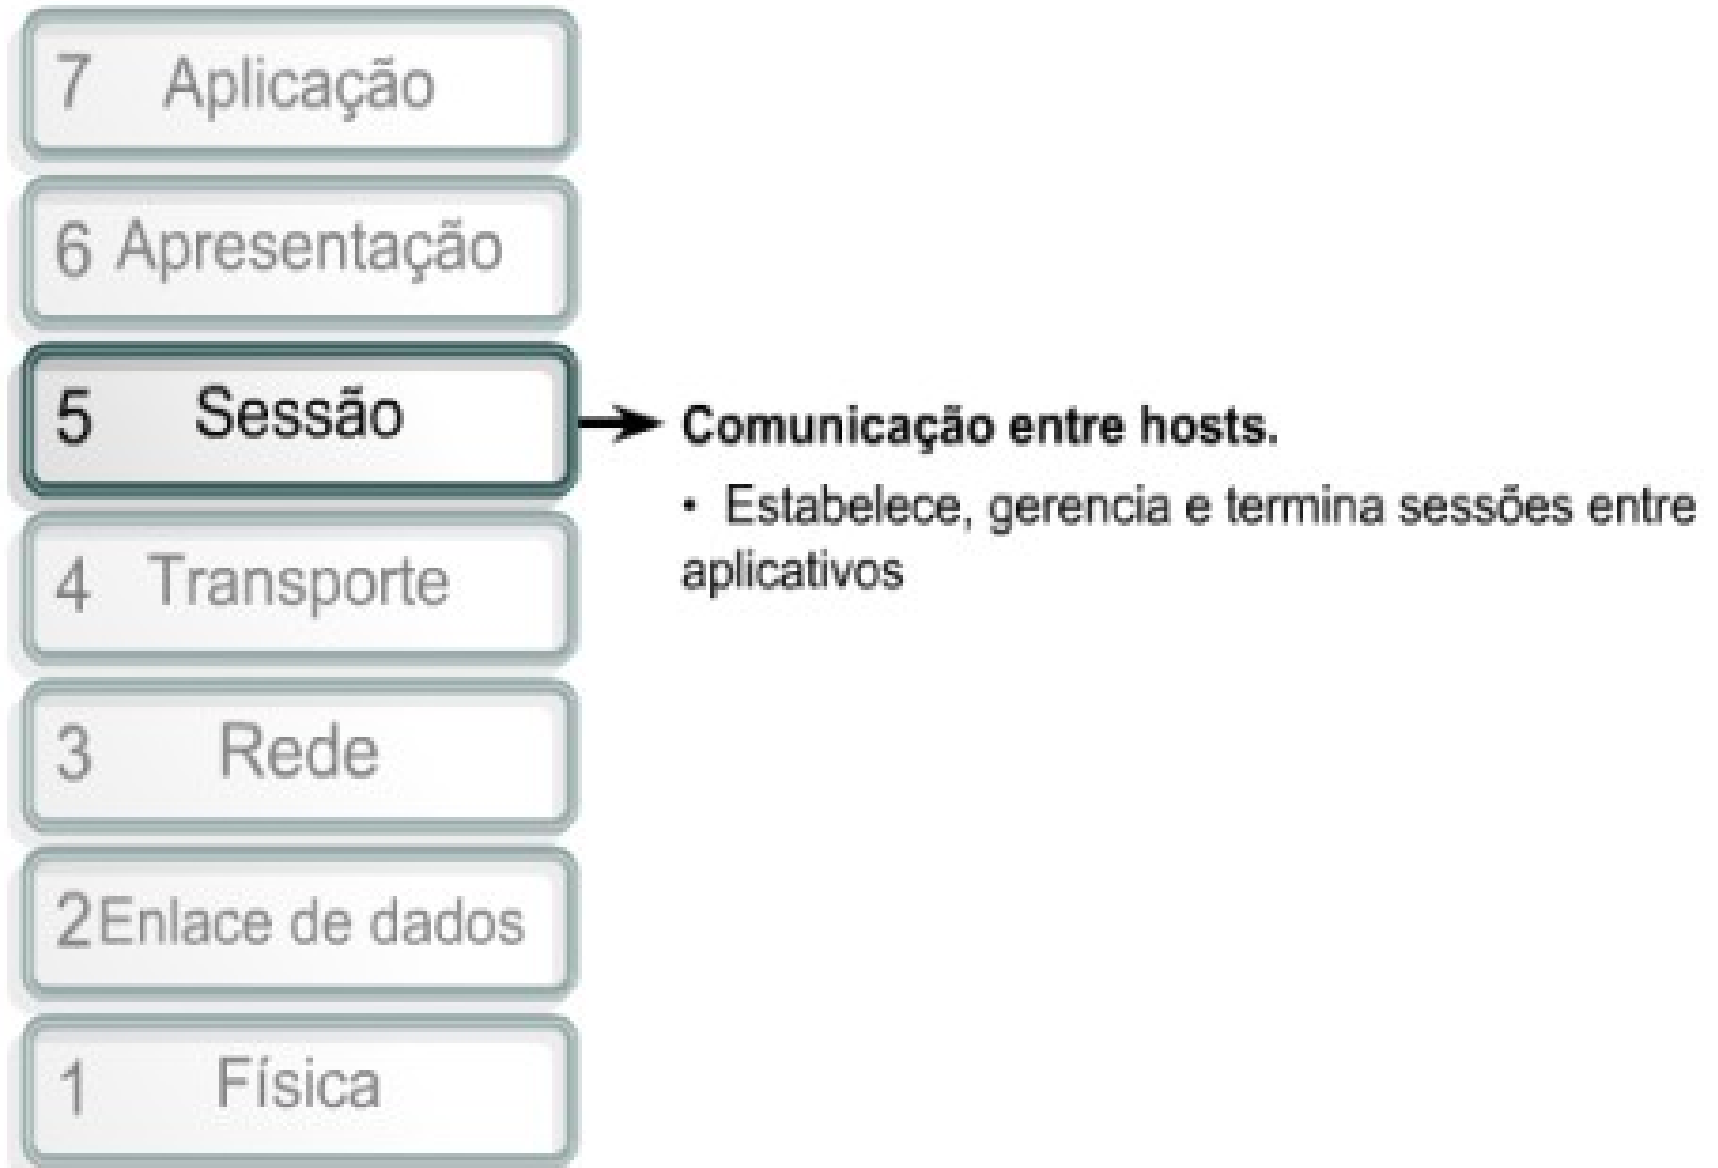 7 Aplicação
6 Apresentação
5 Sessão
Comunicação entre hosts.
• Estabelece, gerencia e termina sessões entre
aplicativos
4 Transporte
3 Rede
2 Enlace de dados
1 Física